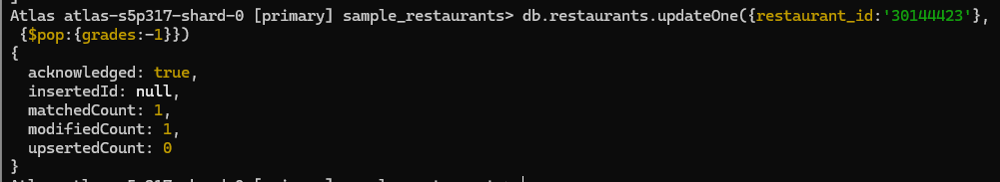 Atlas atlas-s5p317-shard-0 [primary] sample_restaurants> db.restaurants.updateOne({restaurant_id:'30144423'},
{$pop:{grades:-1}})
{
  acknowledged: true,
  insertedId: null,
  matchedCount: 1,
  modifiedCount: 1,
  upsertedCount: 0
}